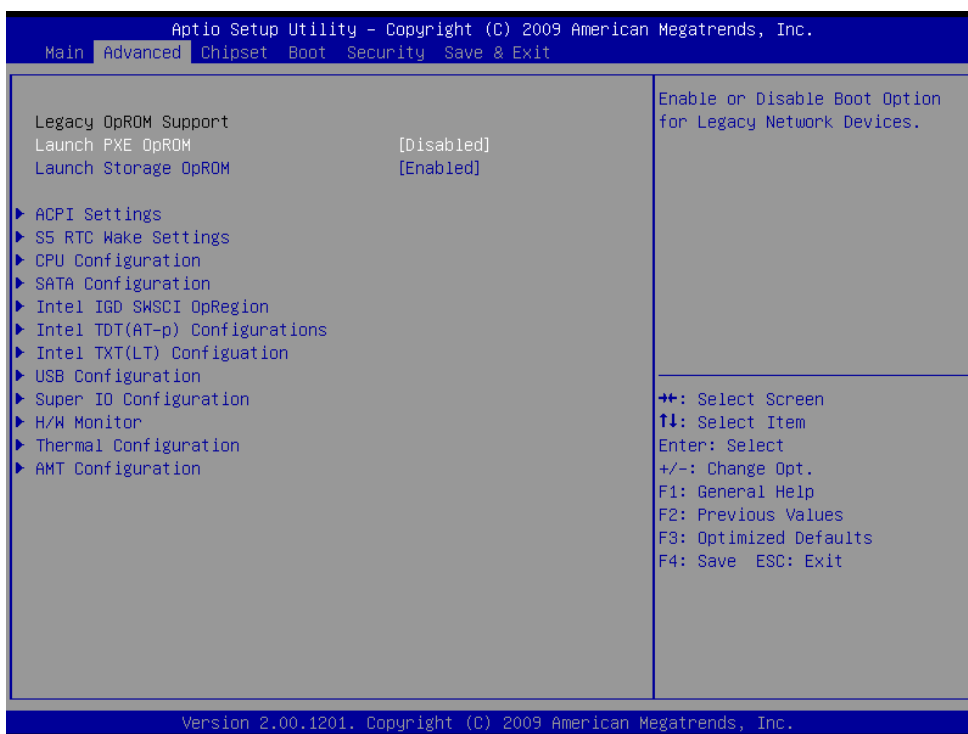 Aptio Setup Utility - Copyright (C) 2009 American Megatrends, Inc.
Main Advanced Chipset Boot Security Save & Exit
Legacy OpROM Support
Launch PXE OpROM [Disabled]
Launch Storage OpROM [Enabled]
ACPI Settings
S5 RTC Wake Settings
CPU Configuration
SATA Configuration
Intel IGD SWSCI OpRegion
Intel TDT(AT-p) Configurations
Intel TXT(LT) Configuation
USB Configuration
Super IO Configuration
H/W Monitor
Thermal Configuration
AMT Configuration
Enable or Disable Boot Option
for Legacy Network Devices.
→←: Select Screen
↑↓: Select Item
Enter: Select
+/-: Change Opt.
F1: General Help
F2: Previous Values
F3: Optimized Defaults
F4: Save ESC: Exit
Version 2.00.1201. Copyright (C) 2009 American Megatrends, Inc.